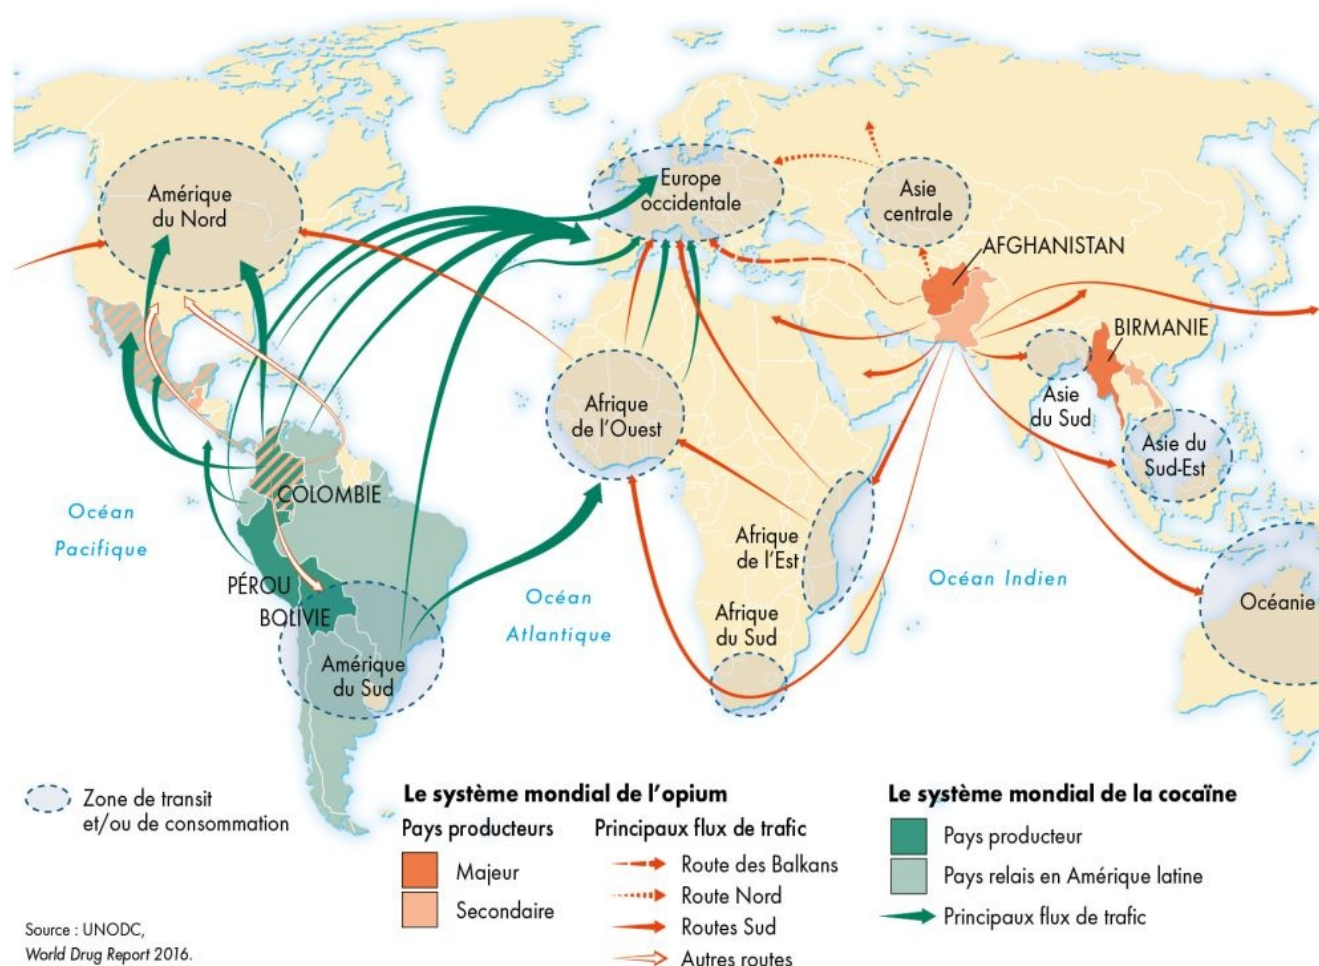 Amérique
du Nord
Europe
occidentale
Asie
centrale
AFGHANISTAN
BIRMANIE
Asie
du Sud
Asie du
Sud-Est
Afrique
de l'Ouest
COLOMBIE
Océan
Pacifique
Afrique
de l'Est
Océan Indien
PÉROU
BOLIVIE
Océan
Atlantique
Afrique
du Sud
Océanie
Amérique
du Sud
Zone de transit
et/ou de consommation
Le système mondial de l'opium
Pays producteurs
Majeur
Secondaire
Principaux flux de trafic
Route des Balkans
Route Nord
Routes Sud
Autres routes
Le système mondial de la cocaïne
Pays producteur
Pays relais en Amérique latine
Principaux flux de trafic
Source : UNODC,
World Drug Report 2016.